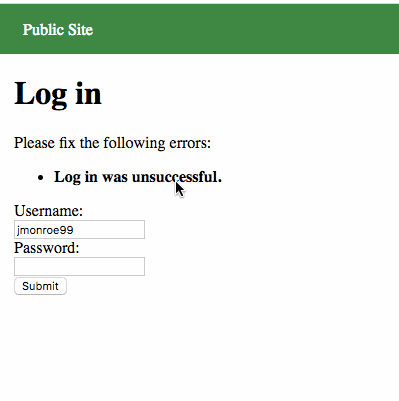 Public Site
Log in
Please fix the following errors:
• Log in was unsuccessful.
Username:
jmonroe99
Password:
Submit